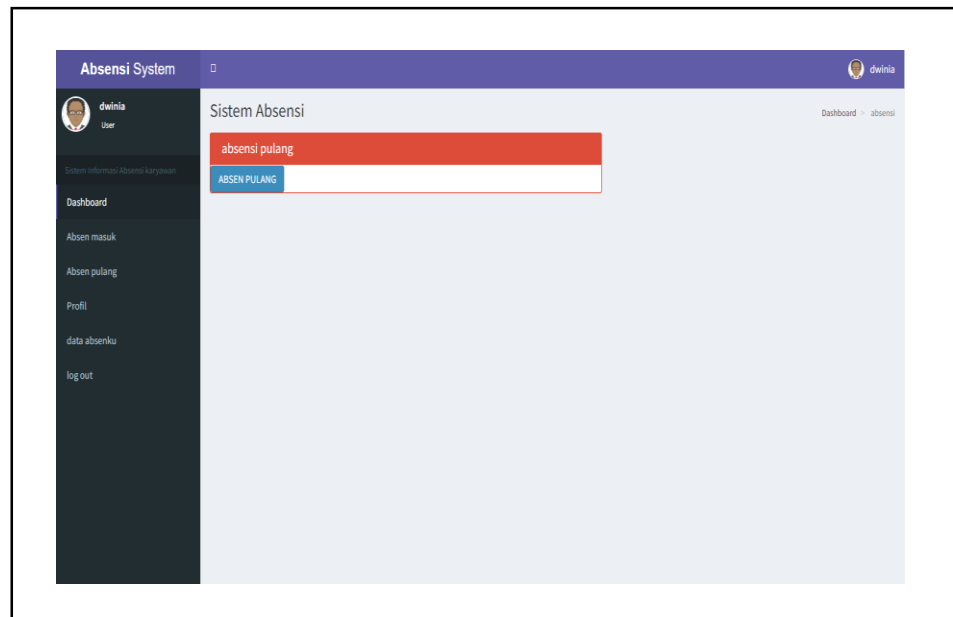 Absensi System
dwinia
dwinia
User
Sistem Informasi Absensi karyawan
Dashboard
Absen masuk
Absen pulang
Profil
data absenku
log out
Sistem Absensi
Dashboard > absensi
absensi pulang
ABSEN PULANG